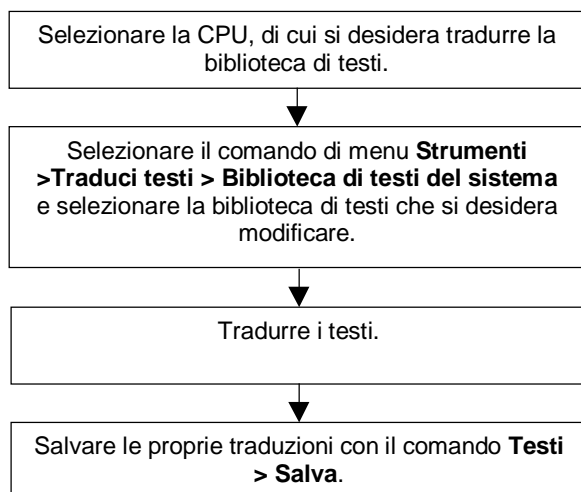 Selezionare la CPU, di cui si desidera tradurre la
biblioteca di testi.
Selezionare il comando di menu Strumenti
>Traduci testi > Biblioteca di testi del sistema
e selezionare la biblioteca di testi che si desidera
modificare.
Tradurre i testi.
Salvare le proprie traduzioni con il comando Testi
> Salva.